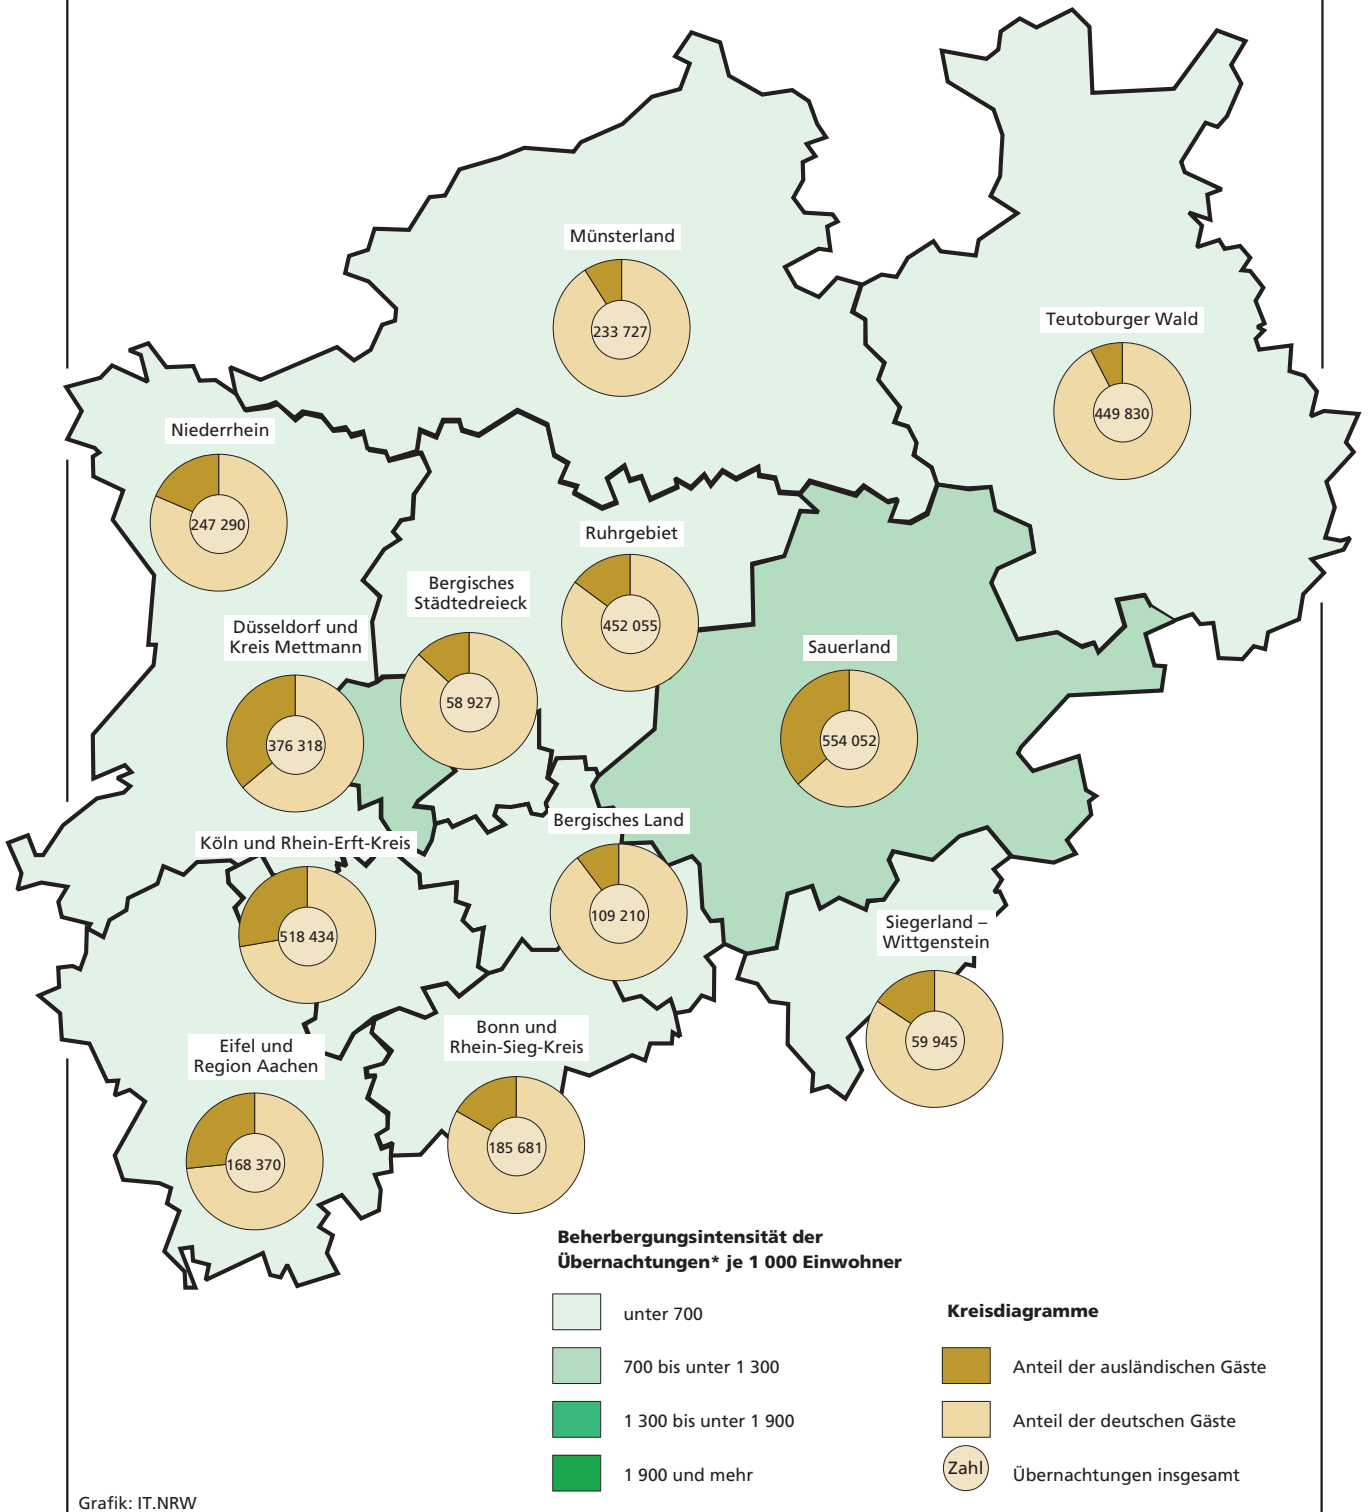 Münsterland
233 727
Teutoburger Wald
449 830
Niederrhein
247 290
Ruhrgebiet
452 055
Bergisches
Städtedreieck
58 927
Düsseldorf und
Kreis Mettmann
376 318
Sauerland
554 052
Bergisches Land
109 210
Köln und Rhein-Erft-Kreis
518 434
Siegerland –
Wittgenstein
59 945
Bonn und
Rhein-Sieg-Kreis
185 681
Eifel und
Region Aachen
168 370
Beherbergungsintensität der
Übernachtungen* je 1 000 Einwohner
unter 700
700 bis unter 1 300
1 300 bis unter 1 900
1 900 und mehr
Kreisdiagramme
Anteil der ausländischen Gäste
Anteil der deutschen Gäste
Zahl
Übernachtungen insgesamt
Grafik: IT.NRW